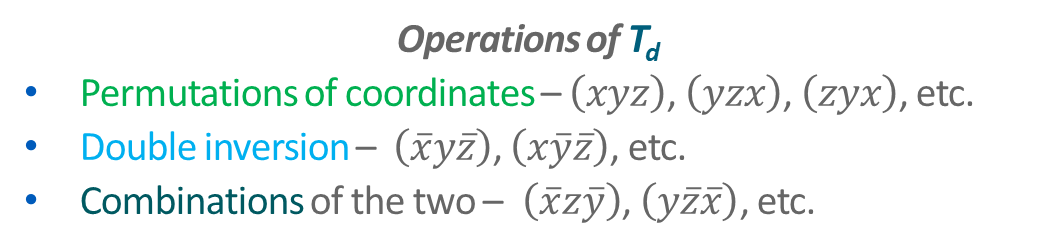 Operations of T_d
• Permutations of coordinates – (xyz), (yzx), (zyx), etc.
• Double inversion – (x̄yz̄), (xȳz̄), etc.
• Combinations of the two – (x̄zȳ), (yz̄x̄), etc.